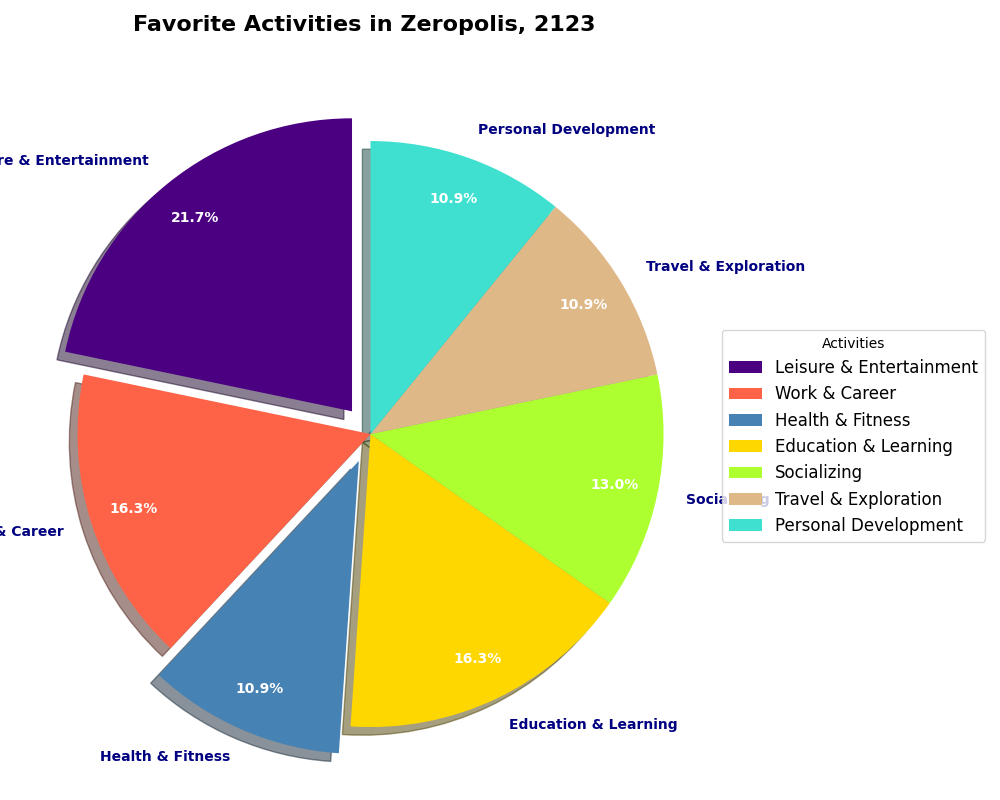 Favorite Activities in Zeropolis, 2123
Personal Development
re & Entertainment
10.9%
21.7%
Travel & Exploration
10.9%
Activities
Leisure & Entertainment
Work & Career
Health & Fitness
Education & Learning
Socializing
Travel & Exploration
Personal Development
13.0%
Socializing
16.3%
& Career
16.3%
10.9%
Education & Learning
Health & Fitness